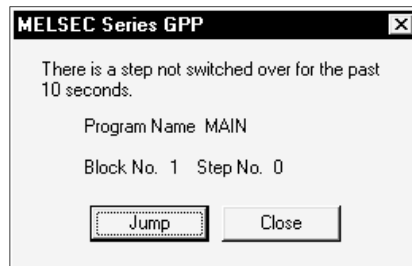 MELSEC Series GPP
There is a step not switched over for the past
10 seconds.
Program Name MAIN
Block No. 1 Step No. 0
Jump Close